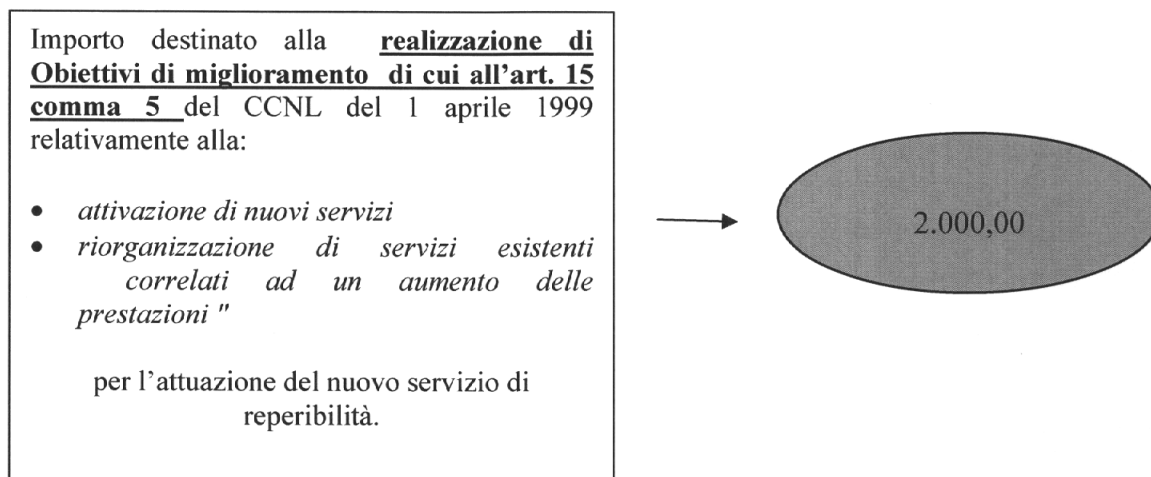 Importo destinato alla realizzazione di
Obiettivi di miglioramento di cui all'art. 15
comma 5 del CCNL del 1 aprile 1999
relativamente alla:
• attivazione di nuovi servizi
• riorganizzazione di servizi esistenti
correlati ad un aumento delle
prestazioni "
per l'attuazione del nuovo servizio di
reperibilità.
2.000,00